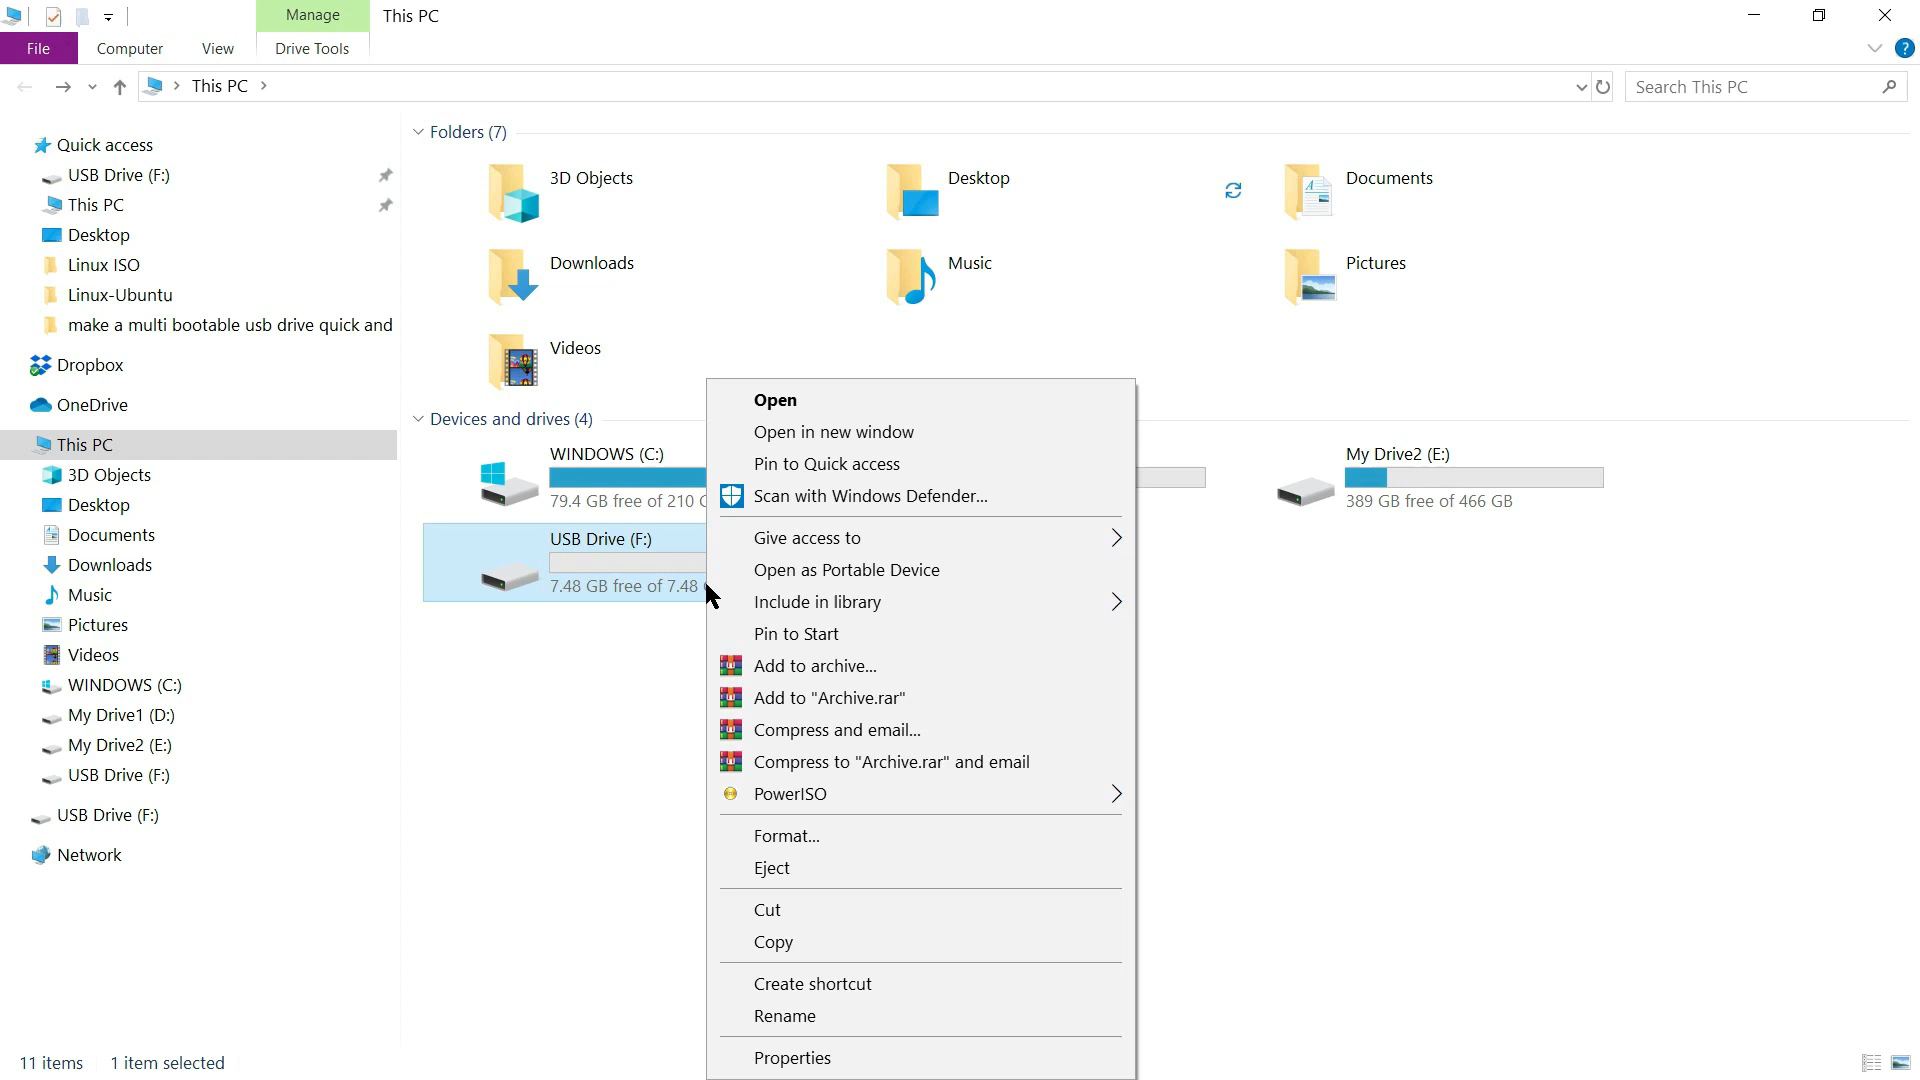 Manage
This PC
File
Computer
View
Drive Tools
This PC
Search This PC
Quick access
USB Drive (F:)
This PC
Desktop
Linux ISO
Linux-Ubuntu
make a multi bootable usb drive quick and
Dropbox
OneDrive
This PC
3D Objects
Desktop
Documents
Downloads
Music
Pictures
Videos
WINDOWS (C:)
My Drive1 (D:)
My Drive2 (E:)
USB Drive (F:)
USB Drive (F:)
Network
Folders (7)
3D Objects
Desktop
Documents
Downloads
Music
Pictures
Videos
Devices and drives (4)
WINDOWS (C:)
79.4 GB free of 210
My Drive2 (E:)
389 GB free of 466 GB
USB Drive (F:)
7.48 GB free of 7.48
Open
Open in new window
Pin to Quick access
Scan with Windows Defender...
Give access to
Open as Portable Device
Include in library
Pin to Start
Add to archive...
Add to "Archive.rar"
Compress and email...
Compress to "Archive.rar" and email
PowerISO
Format...
Eject
Cut
Copy
Create shortcut
Rename
Properties
11 items
1 item selected